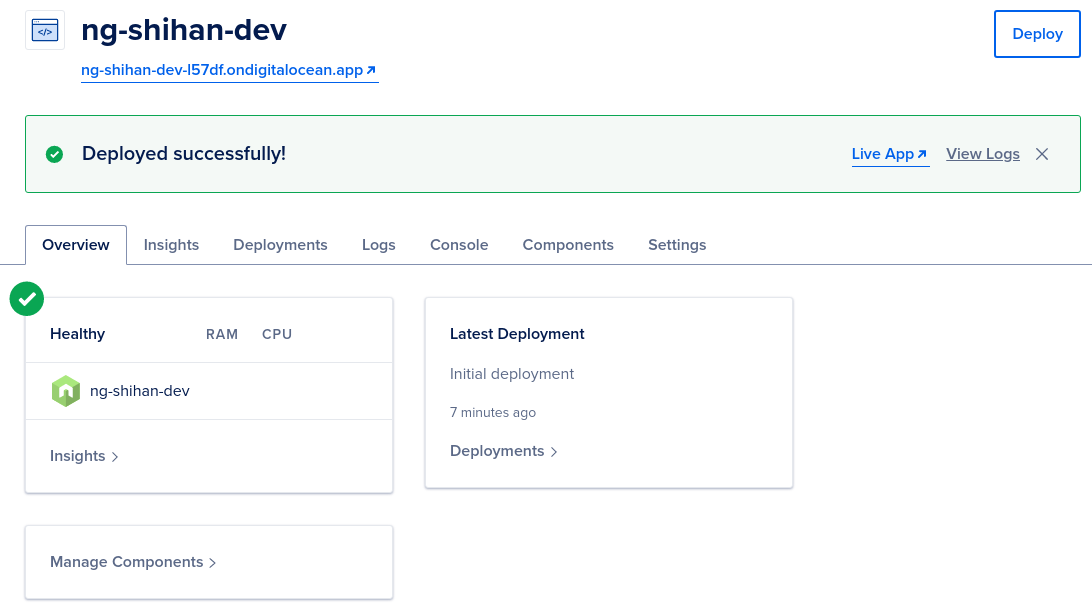 ng-shihan-dev
Deploy
ng-shihan-dev-l57df.ondigitalocean.app
Deployed successfully!
Live App
View Logs
Overview
Insights
Deployments
Logs
Console
Components
Settings
Healthy
RAM
CPU
ng-shihan-dev
Insights
Latest Deployment
Initial deployment
7 minutes ago
Deployments
Manage Components